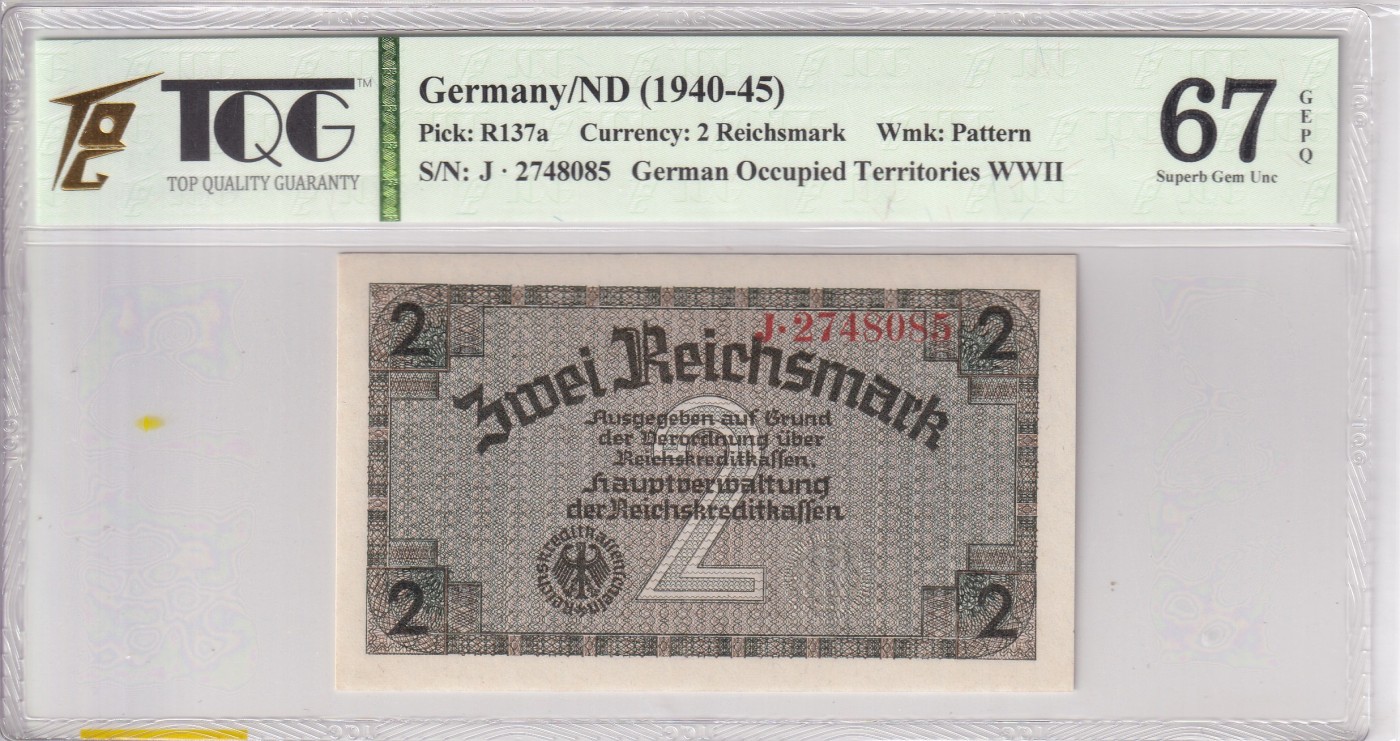 TQG™
TOP QUALITY GUARANTY
Germany/ND (1940-45)
Pick: R137a Currency: 2 Reichsmark Wmk: Pattern
S/N: J · 2748085 German Occupied Territories WWII
67
Superb Gem Unc
GEPQ
2 2
J·2748085
Zwei Reichsmark
Ausgegeben auf Grund
der Verordnung über
Reichskreditkassen.
Hauptverwaltung
der Reichskreditkassen
2
Reichskreditkassenschein
2 2